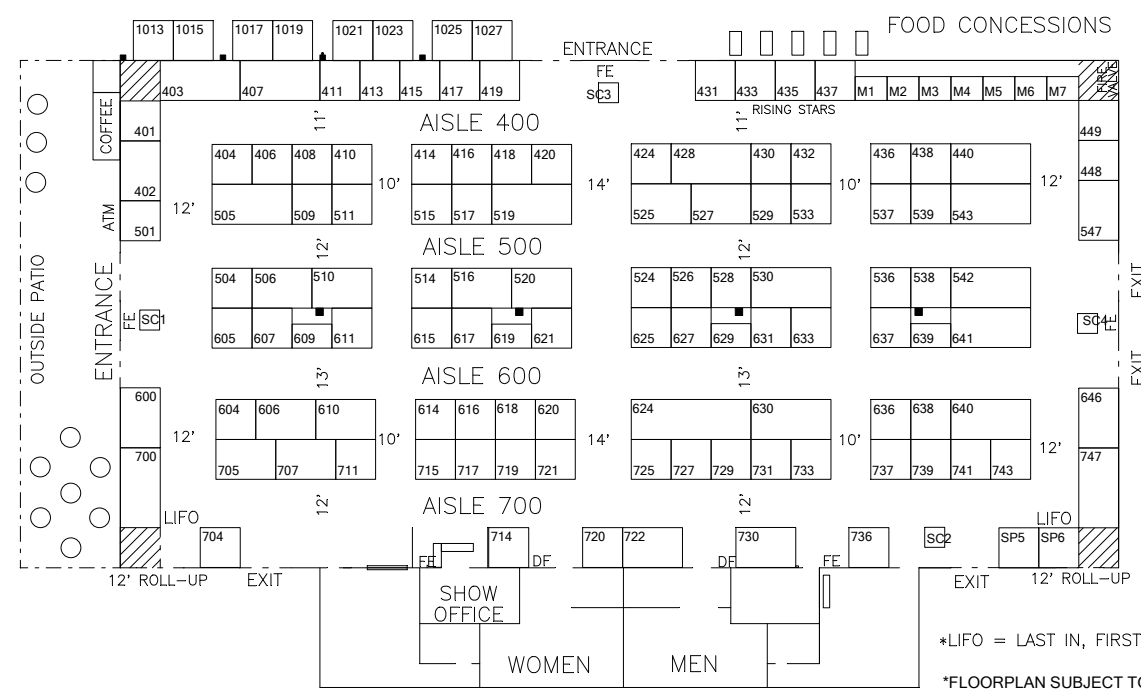 FOOD CONCESSIONS
1013 1015 1017 1019 1021 1023 1025 1027
ENTRANCE
FE
SC3
403 407 411 413 415 417 419
431 433 435 437 M1 M2 M3 M4 M5 M6 M7
FIRE
VALVE
RISING STARS
COFFEE
401
11'
AISLE 400
11'
449
404 406 408 410 414 416 418 420 424 428 430 432 436 438 440
448
402
12'
10'
14'
10'
12'
ATM
505 509 511 515 517 519 525 527 529 533 537 539 543
501
547
12'
AISLE 500
12'
OUTSIDE PATIO
ENTRANCE
504 506 510 514 516 520 524 526 528 530 536 538 542
EXIT
FE
SC1
SC4
FE
605 607 609 611 615 617 619 621 625 627 629 631 633 637 639 641
EXIT
13'
AISLE 600
13'
600
646
604 606 610 614 616 618 620 624 630 636 638 640
12'
10'
14'
10'
12'
700
747
705 707 711 715 717 719 721 725 727 729 731 733 737 739 741 743
12'
AISLE 700
12'
LIFO
LIFO
704 714 720 722 730 736 SC2 SP5 SP6
FE
DF
DF
FE
12' ROLL-UP
EXIT
EXIT
12' ROLL-UP
SHOW
OFFICE
WOMEN
MEN
*LIFO = LAST IN, FIRST
*FLOORPLAN SUBJECT TO